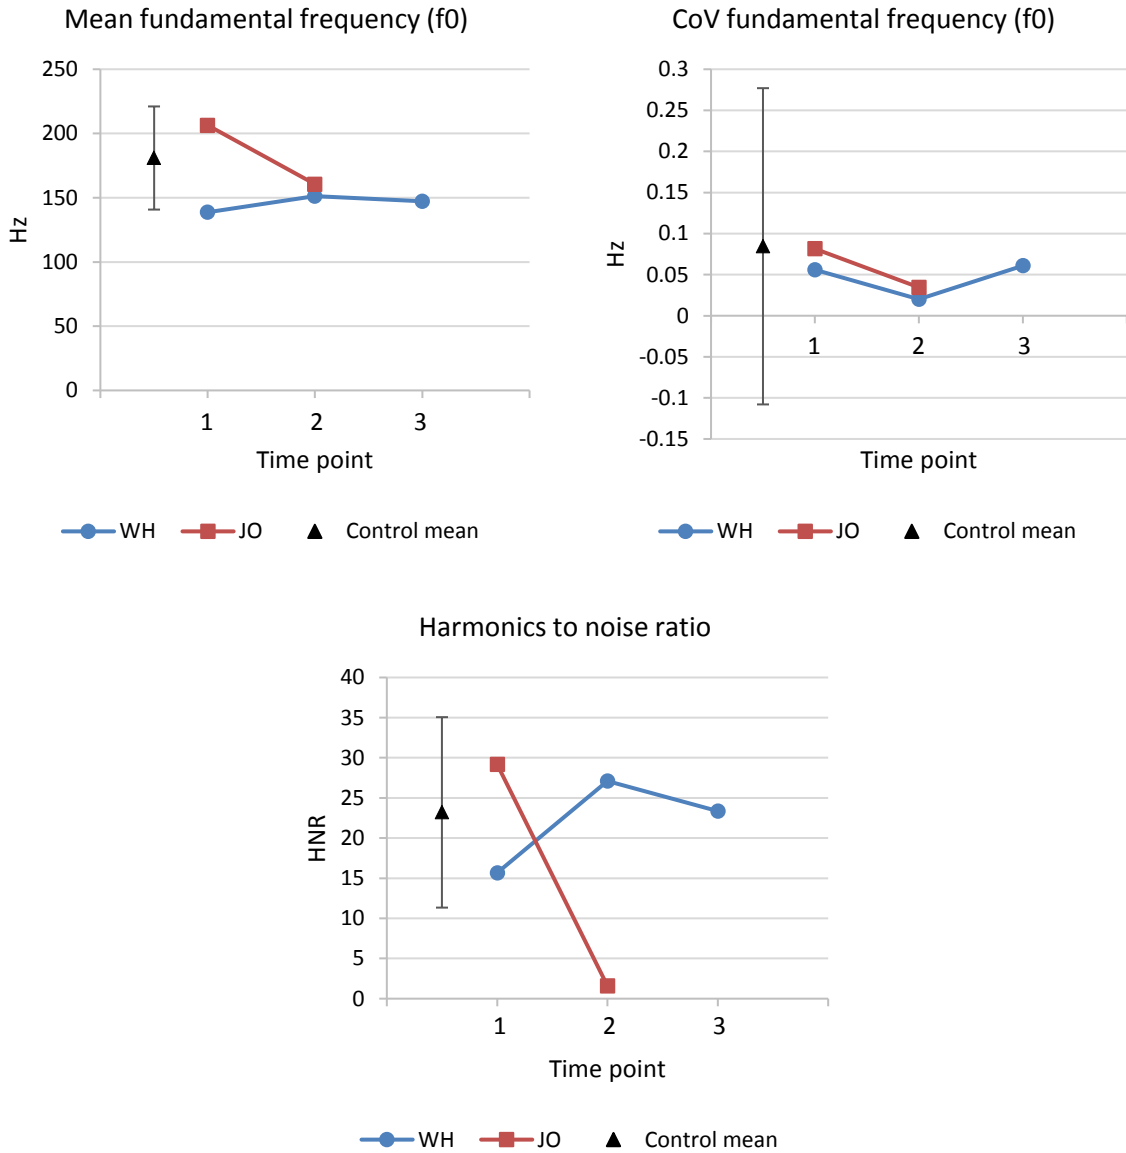 Mean fundamental frequency (f0)
250
200
150
100
50
0
Hz
1 2 3
Time point
WH JO Control mean
CoV fundamental frequency (f0)
0.3
0.25
0.2
0.15
0.1
0.05
0
-0.05
-0.1
-0.15
Hz
1 2 3
Time point
WH JO Control mean
Harmonics to noise ratio
40
35
30
25
20
15
10
5
0
HNR
1 2 3
Time point
WH JO Control mean